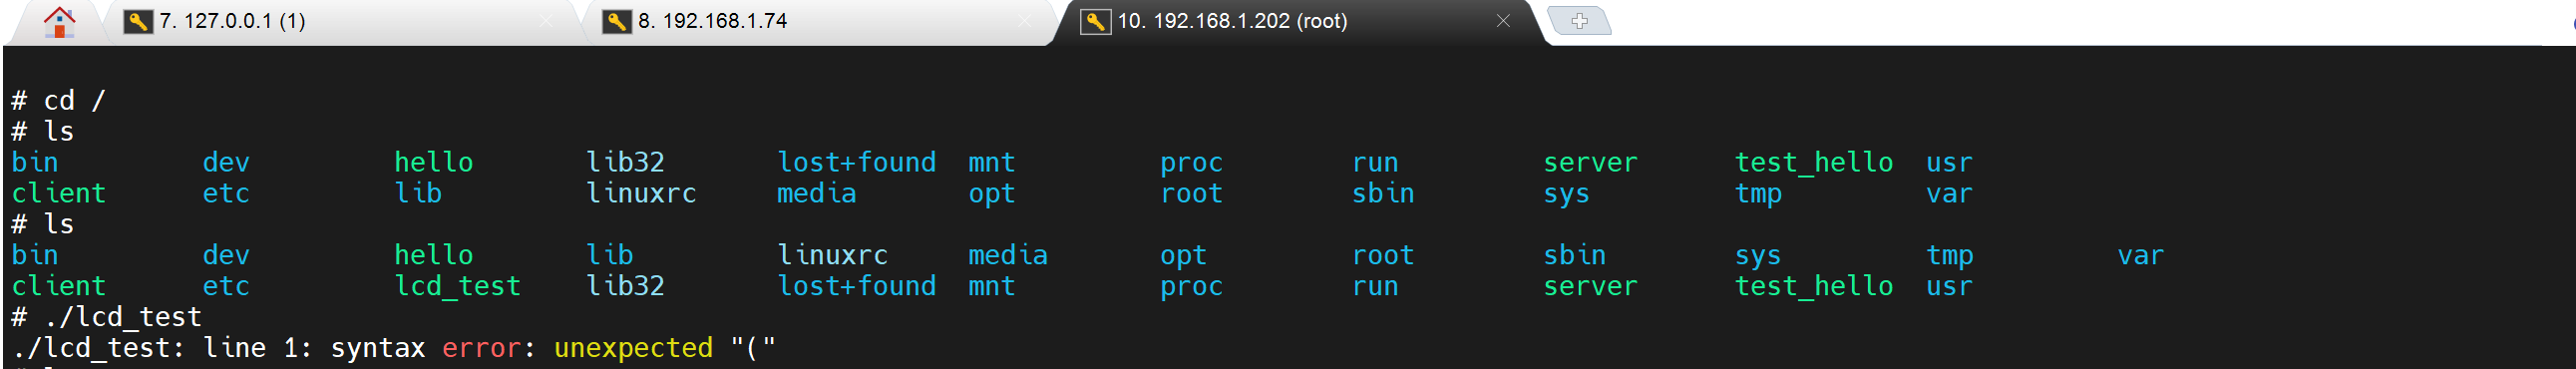 7. 127.0.0.1 (1) 8. 192.168.1.74 10. 192.168.1.202 (root)
# cd /
# ls
bin dev hello lib32 lost+found mnt proc run server test_hello usr
client etc lib linuxrc media opt root sbin sys tmp var
# ls
bin dev hello lib linuxrc media opt root sbin sys tmp var
client etc lcd_test lib32 lost+found mnt proc run server test_hello usr
# ./lcd_test
./lcd_test: line 1: syntax error: unexpected "("